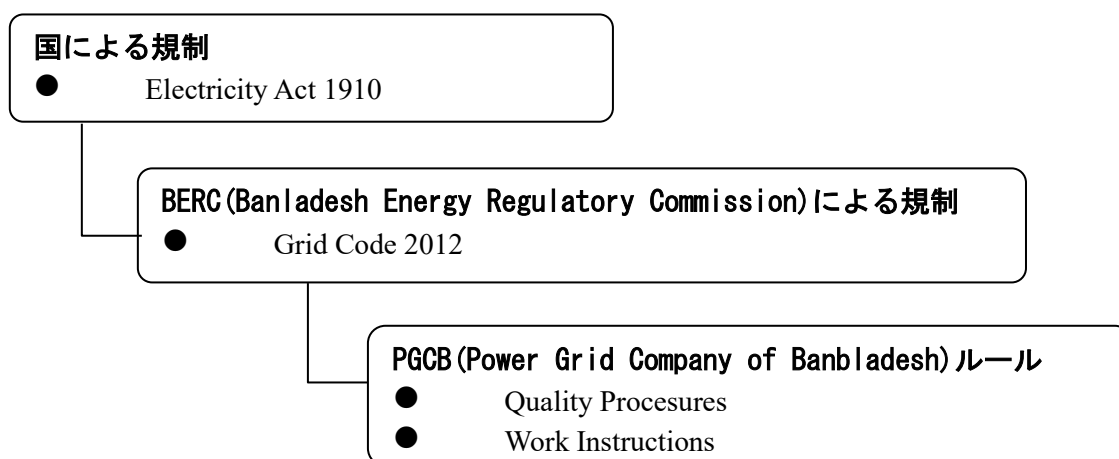 国による規制
● Electricity Act 1910
BERC(Banladesh Energy Regulatory Commission)による規制
● Grid Code 2012
PGCB(Power Grid Company of Banbladesh)ルール
● Quality Procesures
● Work Instructions